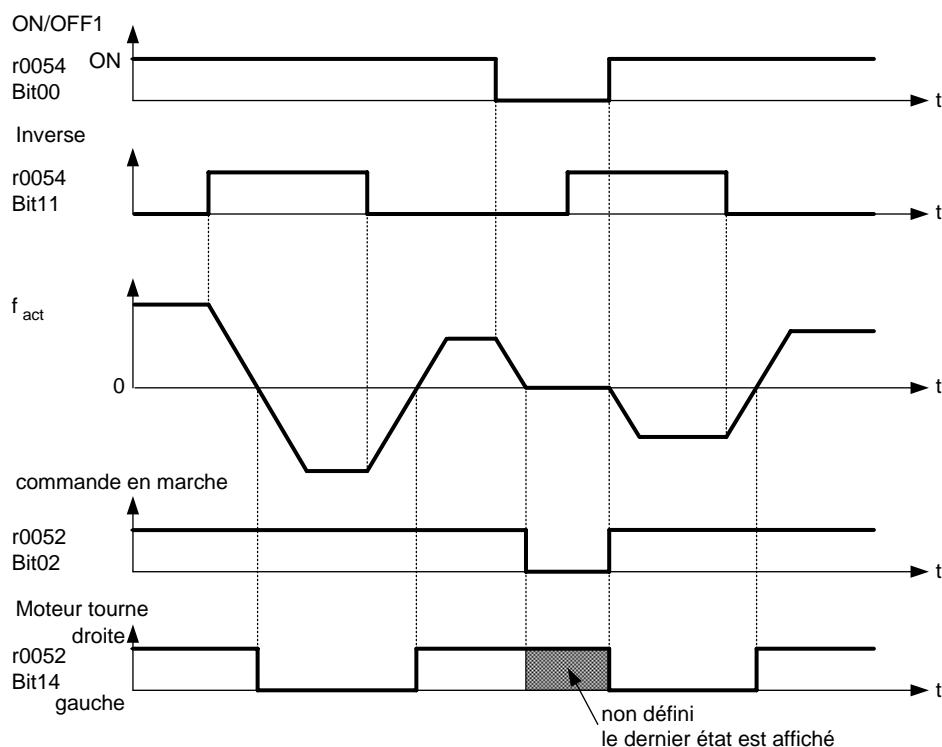 ON/OFF1
r0054 ON
Bit00
t
Inverse
r0054
Bit11
t
f act
0
t
commande en marche
r0052
Bit02
t
Moteur tourne
droite
r0052
Bit14
t
gauche
non défini
le dernier état est affiché